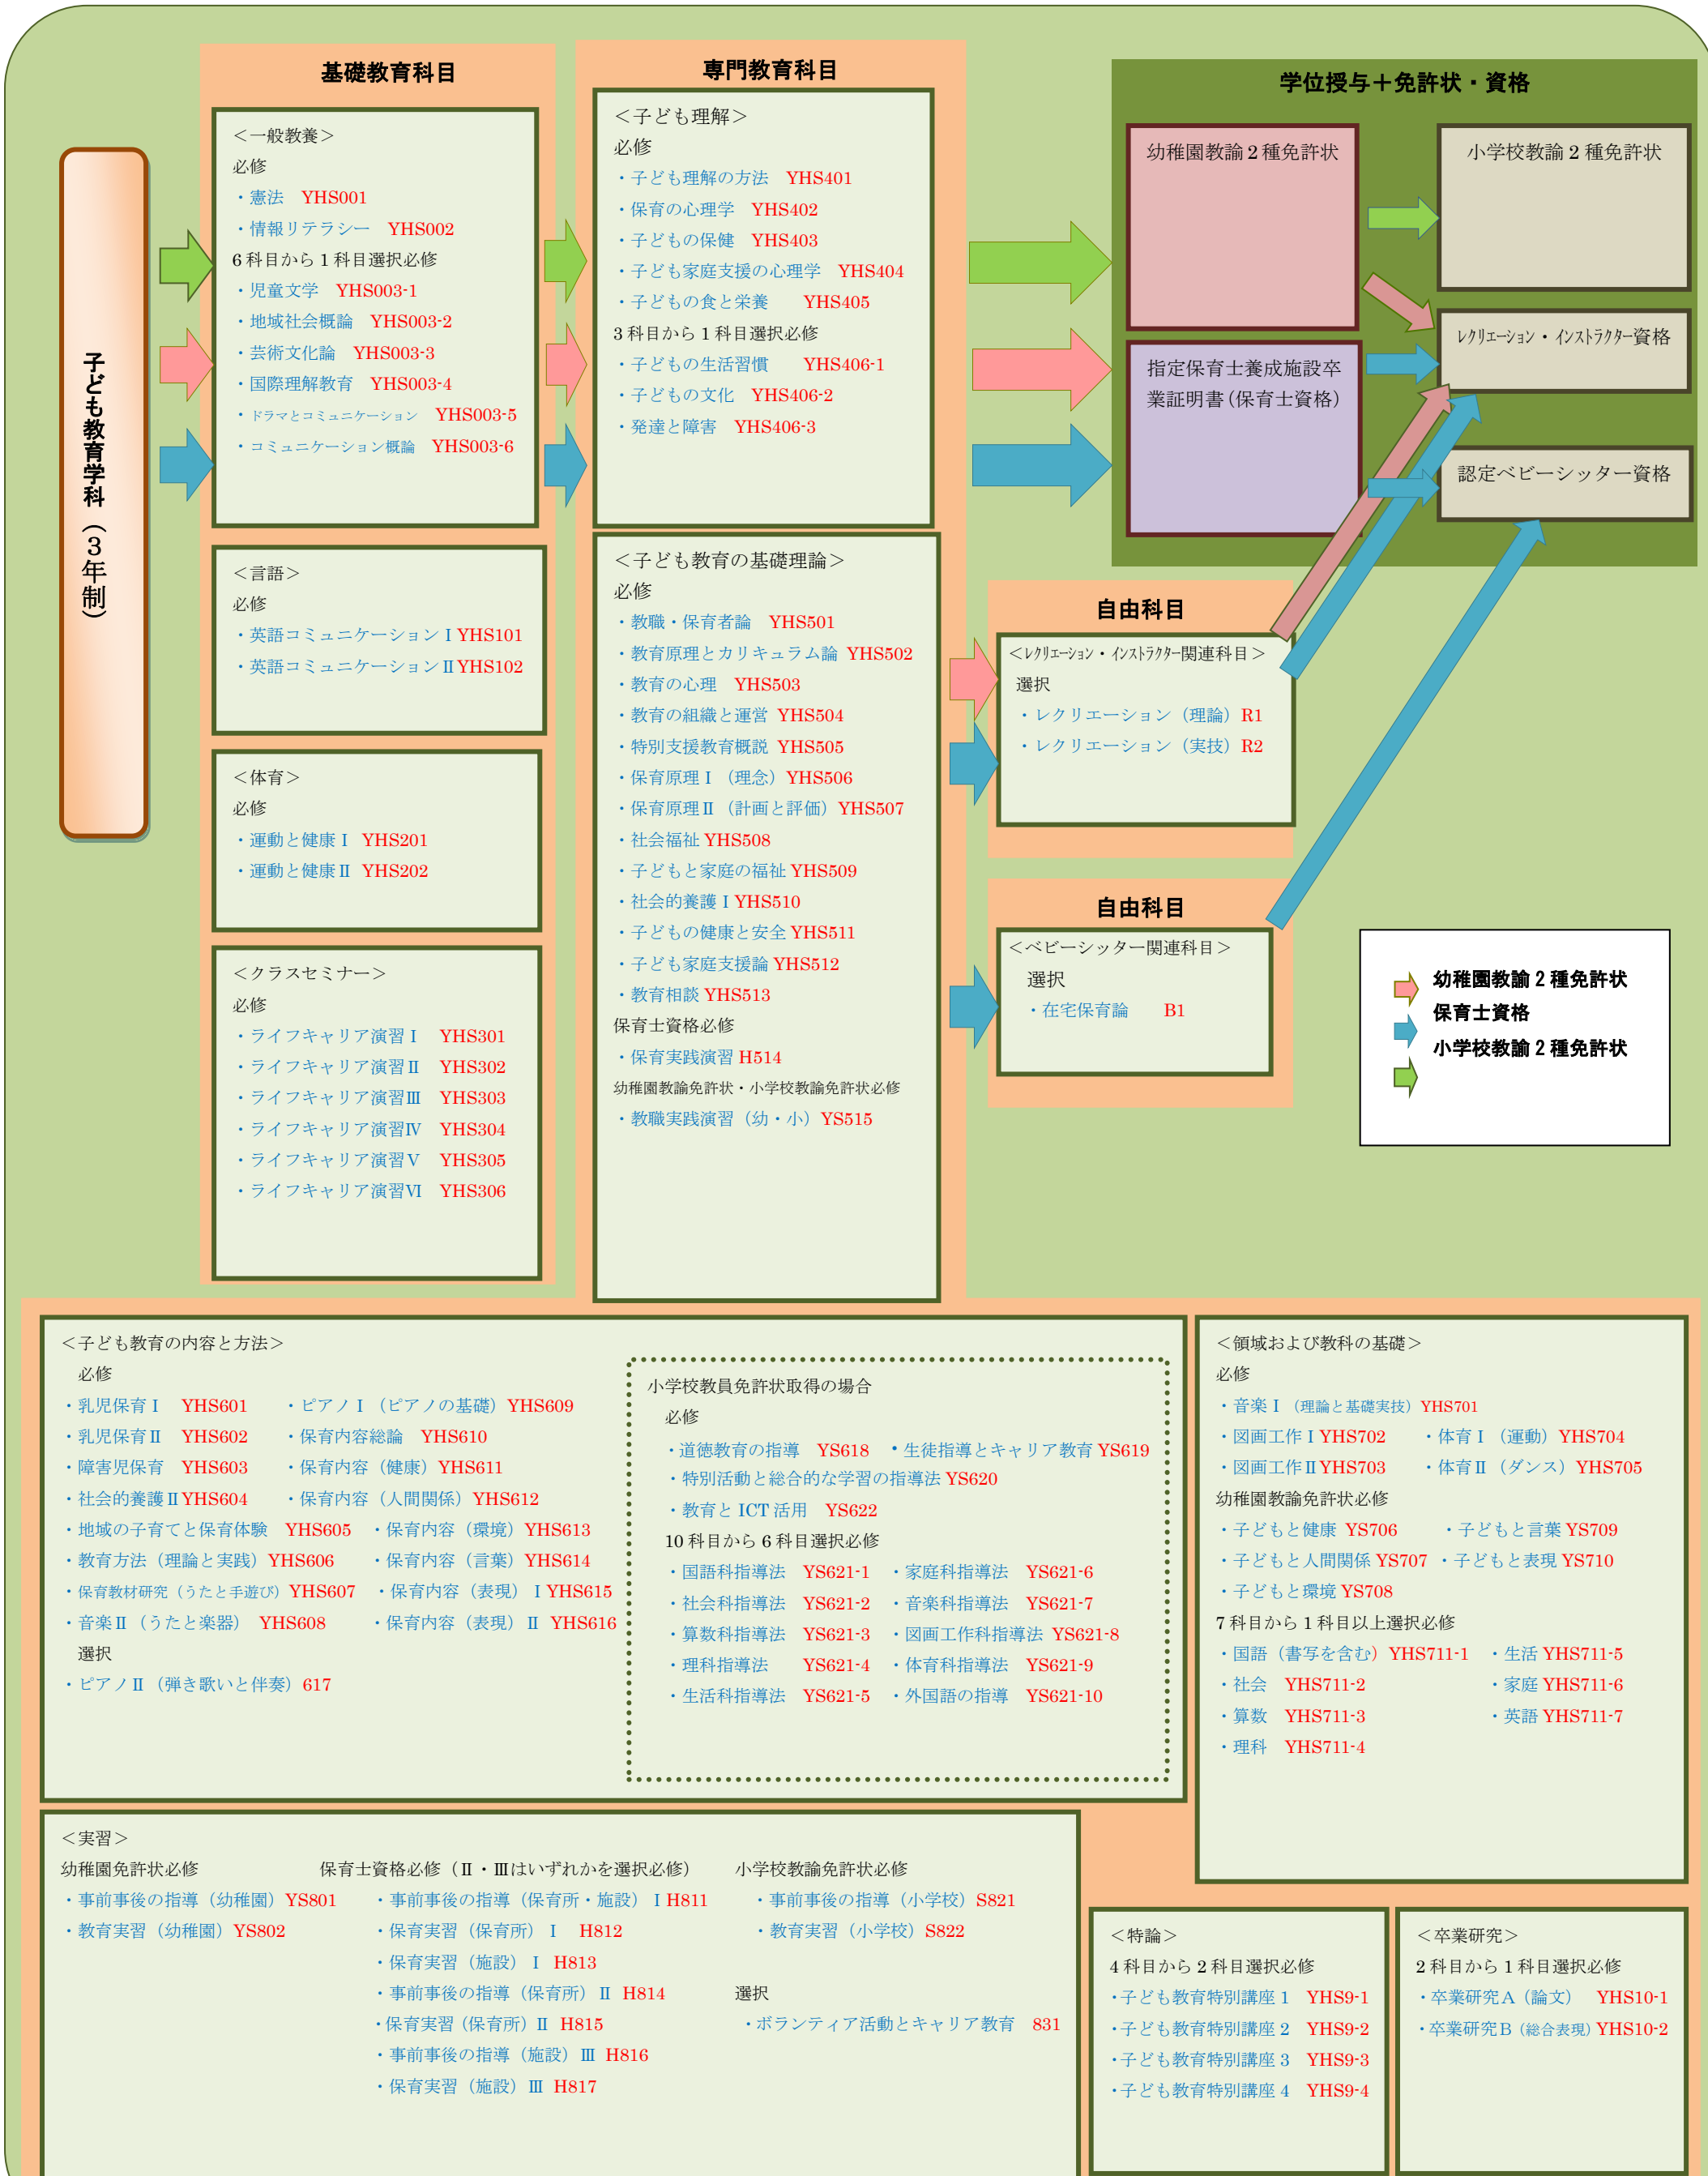 子ども教育学科（３年制）
基礎教育科目
＜一般教養＞
必修
・憲法　YHS001
・情報リテラシー　YHS002
6 科目から 1 科目選択必修
・児童文学　YHS003-1
・地域社会概論　YHS003-2
・芸術文化論　YHS003-3
・国際理解教育　YHS003-4
・ドラマとコミュニケーション　YHS003-5
・コミュニケーション概論　YHS003-6
＜言語＞
必修
・英語コミュニケーションⅠ YHS101
・英語コミュニケーションⅡ YHS102
＜体育＞
必修
・運動と健康Ⅰ　YHS201
・運動と健康Ⅱ　YHS202
＜クラスセミナー＞
必修
・ライフキャリア演習Ⅰ　YHS301
・ライフキャリア演習Ⅱ　YHS302
・ライフキャリア演習Ⅲ　YHS303
・ライフキャリア演習Ⅳ　YHS304
・ライフキャリア演習Ⅴ　YHS305
・ライフキャリア演習Ⅵ　YHS306
専門教育科目
＜子ども理解＞
必修
・子ども理解の方法　YHS401
・保育の心理学　YHS402
・子どもの保健　YHS403
・子ども家庭支援の心理学　YHS404
・子どもの食と栄養　　YHS405
3 科目から 1 科目選択必修
・子どもの生活習慣　　YHS406-1
・子どもの文化　YHS406-2
・発達と障害　YHS406-3
＜子ども教育の基礎理論＞
必修
・教職・保育者論　YHS501
・教育原理とカリキュラム論 YHS502
・教育の心理　YHS503
・教育の組織と運営 YHS504
・特別支援教育概説 YHS505
・保育原理Ⅰ（理念）YHS506
・保育原理Ⅱ（計画と評価）YHS507
・社会福祉 YHS508
・子どもと家庭の福祉 YHS509
・社会的養護Ⅰ YHS510
・子どもの健康と安全 YHS511
・子ども家庭支援論 YHS512
・教育相談 YHS513
保育士資格必修
・保育実践演習 H514
幼稚園教諭免許状・小学校教諭免許状必修
・教職実践演習（幼・小）YS515
学位授与＋免許状・資格
幼稚園教諭 2 種免許状
小学校教諭 2 種免許状
指定保育士養成施設卒
業証明書（保育士資格）
ﾚｸﾘｴｰｼｮﾝ・ｲﾝｽﾄﾗｸﾀｰ資格
認定ベビーシッター資格
自由科目
＜ﾚｸﾘｴｰｼｮﾝ・ｲﾝｽﾄﾗｸﾀｰ関連科目＞
選択
・レクリエーション（理論）R1
・レクリエーション（実技）R2
自由科目
＜ベビーシッター関連科目＞
選択
・在宅保育論　　B1
幼稚園教諭 2 種免許状
保育士資格
小学校教諭 2 種免許状
＜子ども教育の内容と方法＞
必修
・乳児保育Ⅰ　YHS601　　・ピアノⅠ（ピアノの基礎）YHS609
・乳児保育Ⅱ　YHS602　　・保育内容総論　YHS610
・障害児保育　YHS603　　・保育内容（健康）YHS611
・社会的養護Ⅱ YHS604　　・保育内容（人間関係）YHS612
・地域の子育てと保育体験　YHS605　・保育内容（環境）YHS613
・教育方法（理論と実践）YHS606　　・保育内容（言葉）YHS614
・保育教材研究（うたと手遊び）YHS607　・保育内容（表現）Ⅰ YHS615
・音楽Ⅱ（うたと楽器）　YHS608　　・保育内容（表現）Ⅱ　YHS616
選択
・ピアノⅡ（弾き歌いと伴奏）617
小学校教員免許状取得の場合
必修
・道徳教育の指導　YS618　・生徒指導とキャリア教育 YS619
・特別活動と総合的な学習の指導法 YS620
・教育と ICT 活用　YS622
10 科目から 6 科目選択必修
・国語科指導法　YS621-1　・家庭科指導法　YS621-6
・社会科指導法　YS621-2　・音楽科指導法　YS621-7
・算数科指導法　YS621-3　・図画工作科指導法 YS621-8
・理科指導法　　YS621-4　・体育科指導法　YS621-9
・生活科指導法　YS621-5　・外国語の指導　YS621-10
＜領域および教科の基礎＞
必修
・音楽Ⅰ（理論と基礎実技）YHS701
・図画工作Ⅰ YHS702　　・体育Ⅰ（運動）YHS704
・図画工作Ⅱ YHS703　　・体育Ⅱ（ダンス）YHS705
幼稚園教諭免許状必修
・子どもと健康 YS706　　・子どもと言葉 YS709
・子どもと人間関係 YS707　・子どもと表現 YS710
・子どもと環境 YS708
7 科目から 1 科目以上選択必修
・国語（書写を含む）YHS711-1　・生活 YHS711-5
・社会　YHS711-2　・家庭 YHS711-6
・算数　YHS711-3　・英語 YHS711-7
・理科　YHS711-4
＜実習＞
幼稚園免許状必修　保育士資格必修（Ⅱ・Ⅲはいずれかを選択必修）　小学校教諭免許状必修
・事前事後の指導（幼稚園）YS801　・事前事後の指導（保育所・施設）Ⅰ H811　・事前事後の指導（小学校）S821
・教育実習（幼稚園）YS802　・保育実習（保育所）Ⅰ　H812　・教育実習（小学校）S822
・保育実習（施設）Ⅰ H813
・事前事後の指導（保育所）Ⅱ H814　選択
・保育実習（保育所）Ⅱ H815　・ボランティア活動とキャリア教育　831
・事前事後の指導（施設）Ⅲ H816
・保育実習（施設）Ⅲ H817
＜特論＞
4 科目から 2 科目選択必修
・子ども教育特別講座 1　YHS9-1
・子ども教育特別講座 2　YHS9-2
・子ども教育特別講座 3　YHS9-3
・子ども教育特別講座 4　YHS9-4
＜卒業研究＞
2 科目から 1 科目選択必修
・卒業研究Ａ（論文）　YHS10-1
・卒業研究Ｂ（総合表現）YHS10-2